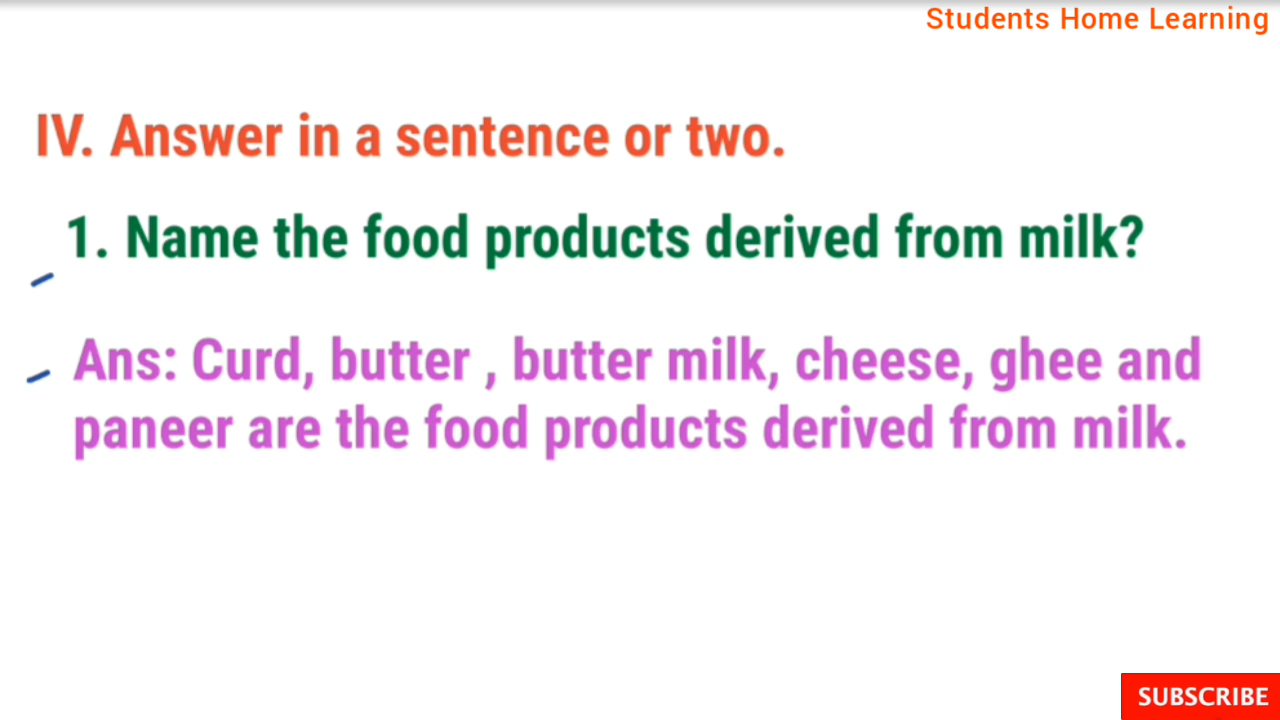 Students Home Learning
IV. Answer in a sentence or two.
1. Name the food products derived from milk?
Ans: Curd, butter , butter milk, cheese, ghee and
paneer are the food products derived from milk.
SUBSCRIBE